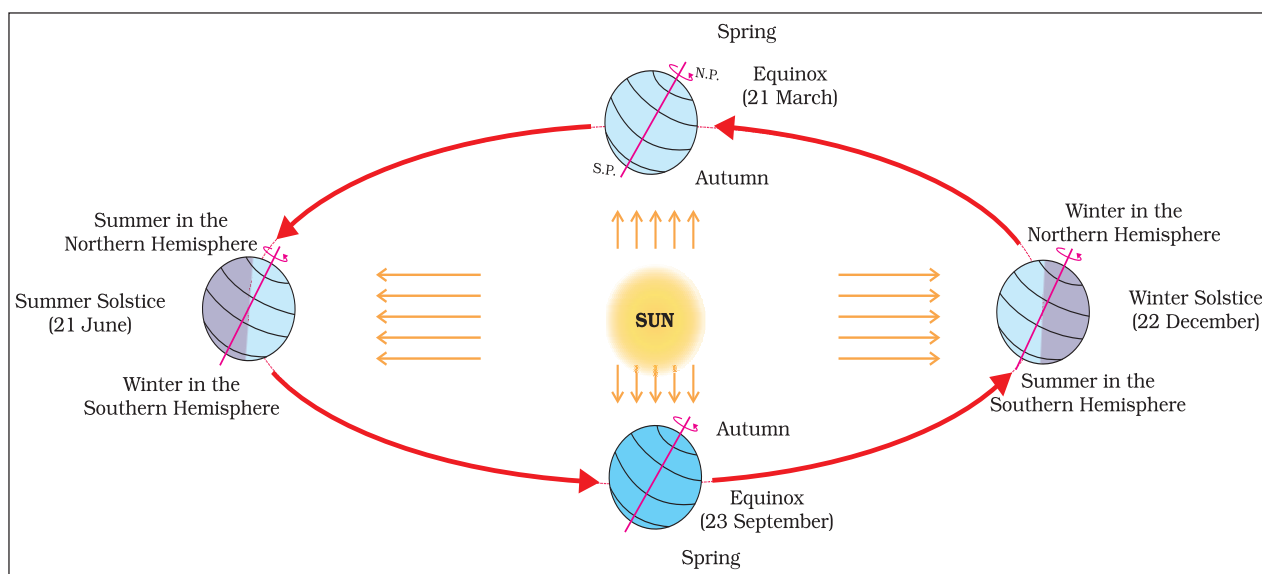 Spring
N.P.
Equinox
(21 March)
S.P.
Autumn
Summer in the
Northern Hemisphere
Summer Solstice
(21 June)
Winter in the
Southern Hemisphere
SUN
Winter in the
Northern Hemisphere
Winter Solstice
(22 December)
Summer in the
Southern Hemisphere
Autumn
Equinox
(23 September)
Spring